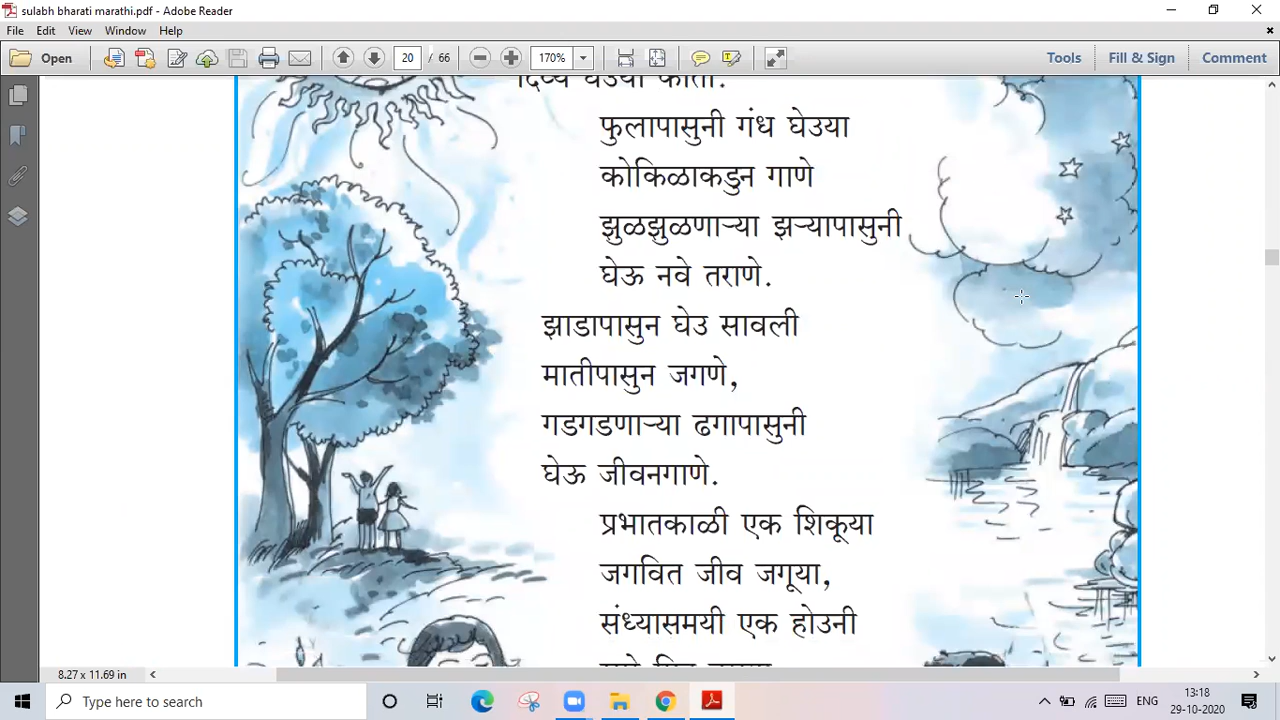 sulabh bharati marathi.pdf - Adobe Reader
File Edit View Window Help
Open 20 / 66 170% Tools Fill & Sign Comment
दिव्य घेउया कांती.
फुलापासुनी गंध घेउया
कोकिळाकडुन गाणे
झुळझुळणाऱ्या झऱ्यापासुनी
घेऊ नवे तराणे.
झाडापासुन घेउ सावली
मातीपासुन जगणे,
गडगडणाऱ्या ढगापासुनी
घेऊ जीवनगाणे.
प्रभातकाळी एक शिकूया
जगवित जीव जगूया,
संध्यासमयी एक होउनी
8.27 x 11.69 in
Type here to search
ENG
13:18
29-10-2020